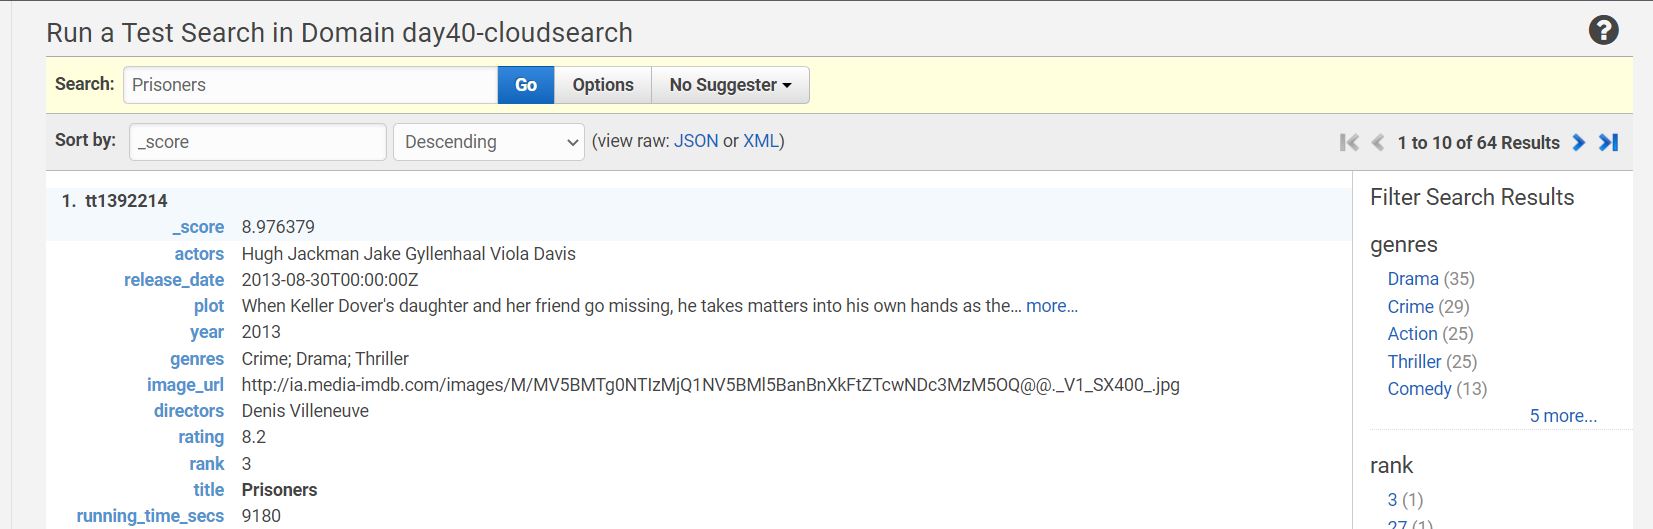 Run a Test Search in Domain day40-cloudsearch
?
Search: Prisoners Go Options No Suggester
Sort by: _score Descending (view raw: JSON or XML) 1 to 10 of 64 Results
1. tt1392214
_score 8.976379
actors Hugh Jackman Jake Gyllenhaal Viola Davis
release_date 2013-08-30T00:00:00Z
plot When Keller Dover's daughter and her friend go missing, he takes matters into his own hands as the... more...
year 2013
genres Crime; Drama; Thriller
image_url http://ia.media-imdb.com/images/M/MV5BMTg0NTIzMjQ1NV5BMl5BanBnXkFtZTcwNDc3MzM5OQ@@._V1_SX400_.jpg
directors Denis Villeneuve
rating 8.2
rank 3
title Prisoners
running_time_secs 9180
Filter Search Results
genres
Drama (35)
Crime (29)
Action (25)
Thriller (25)
Comedy (13)
5 more...
rank
3 (1)
27 (1)